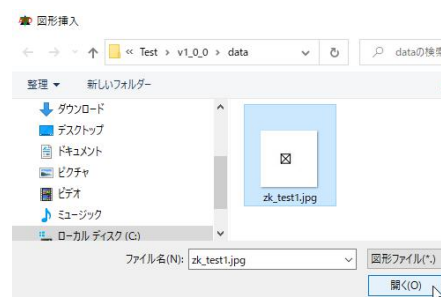 図形挿入
« Test › v1_0_0 › data
dataの検索
整理 新しいフォルダー
ダウンロード
デスクトップ
ドキュメント
ピクチャ
ビデオ
ミュージック
ローカル ディスク (C:)
zk_test1.jpg
ファイル名(N): zk_test1.jpg
図形ファイル(*.)
開く(O)